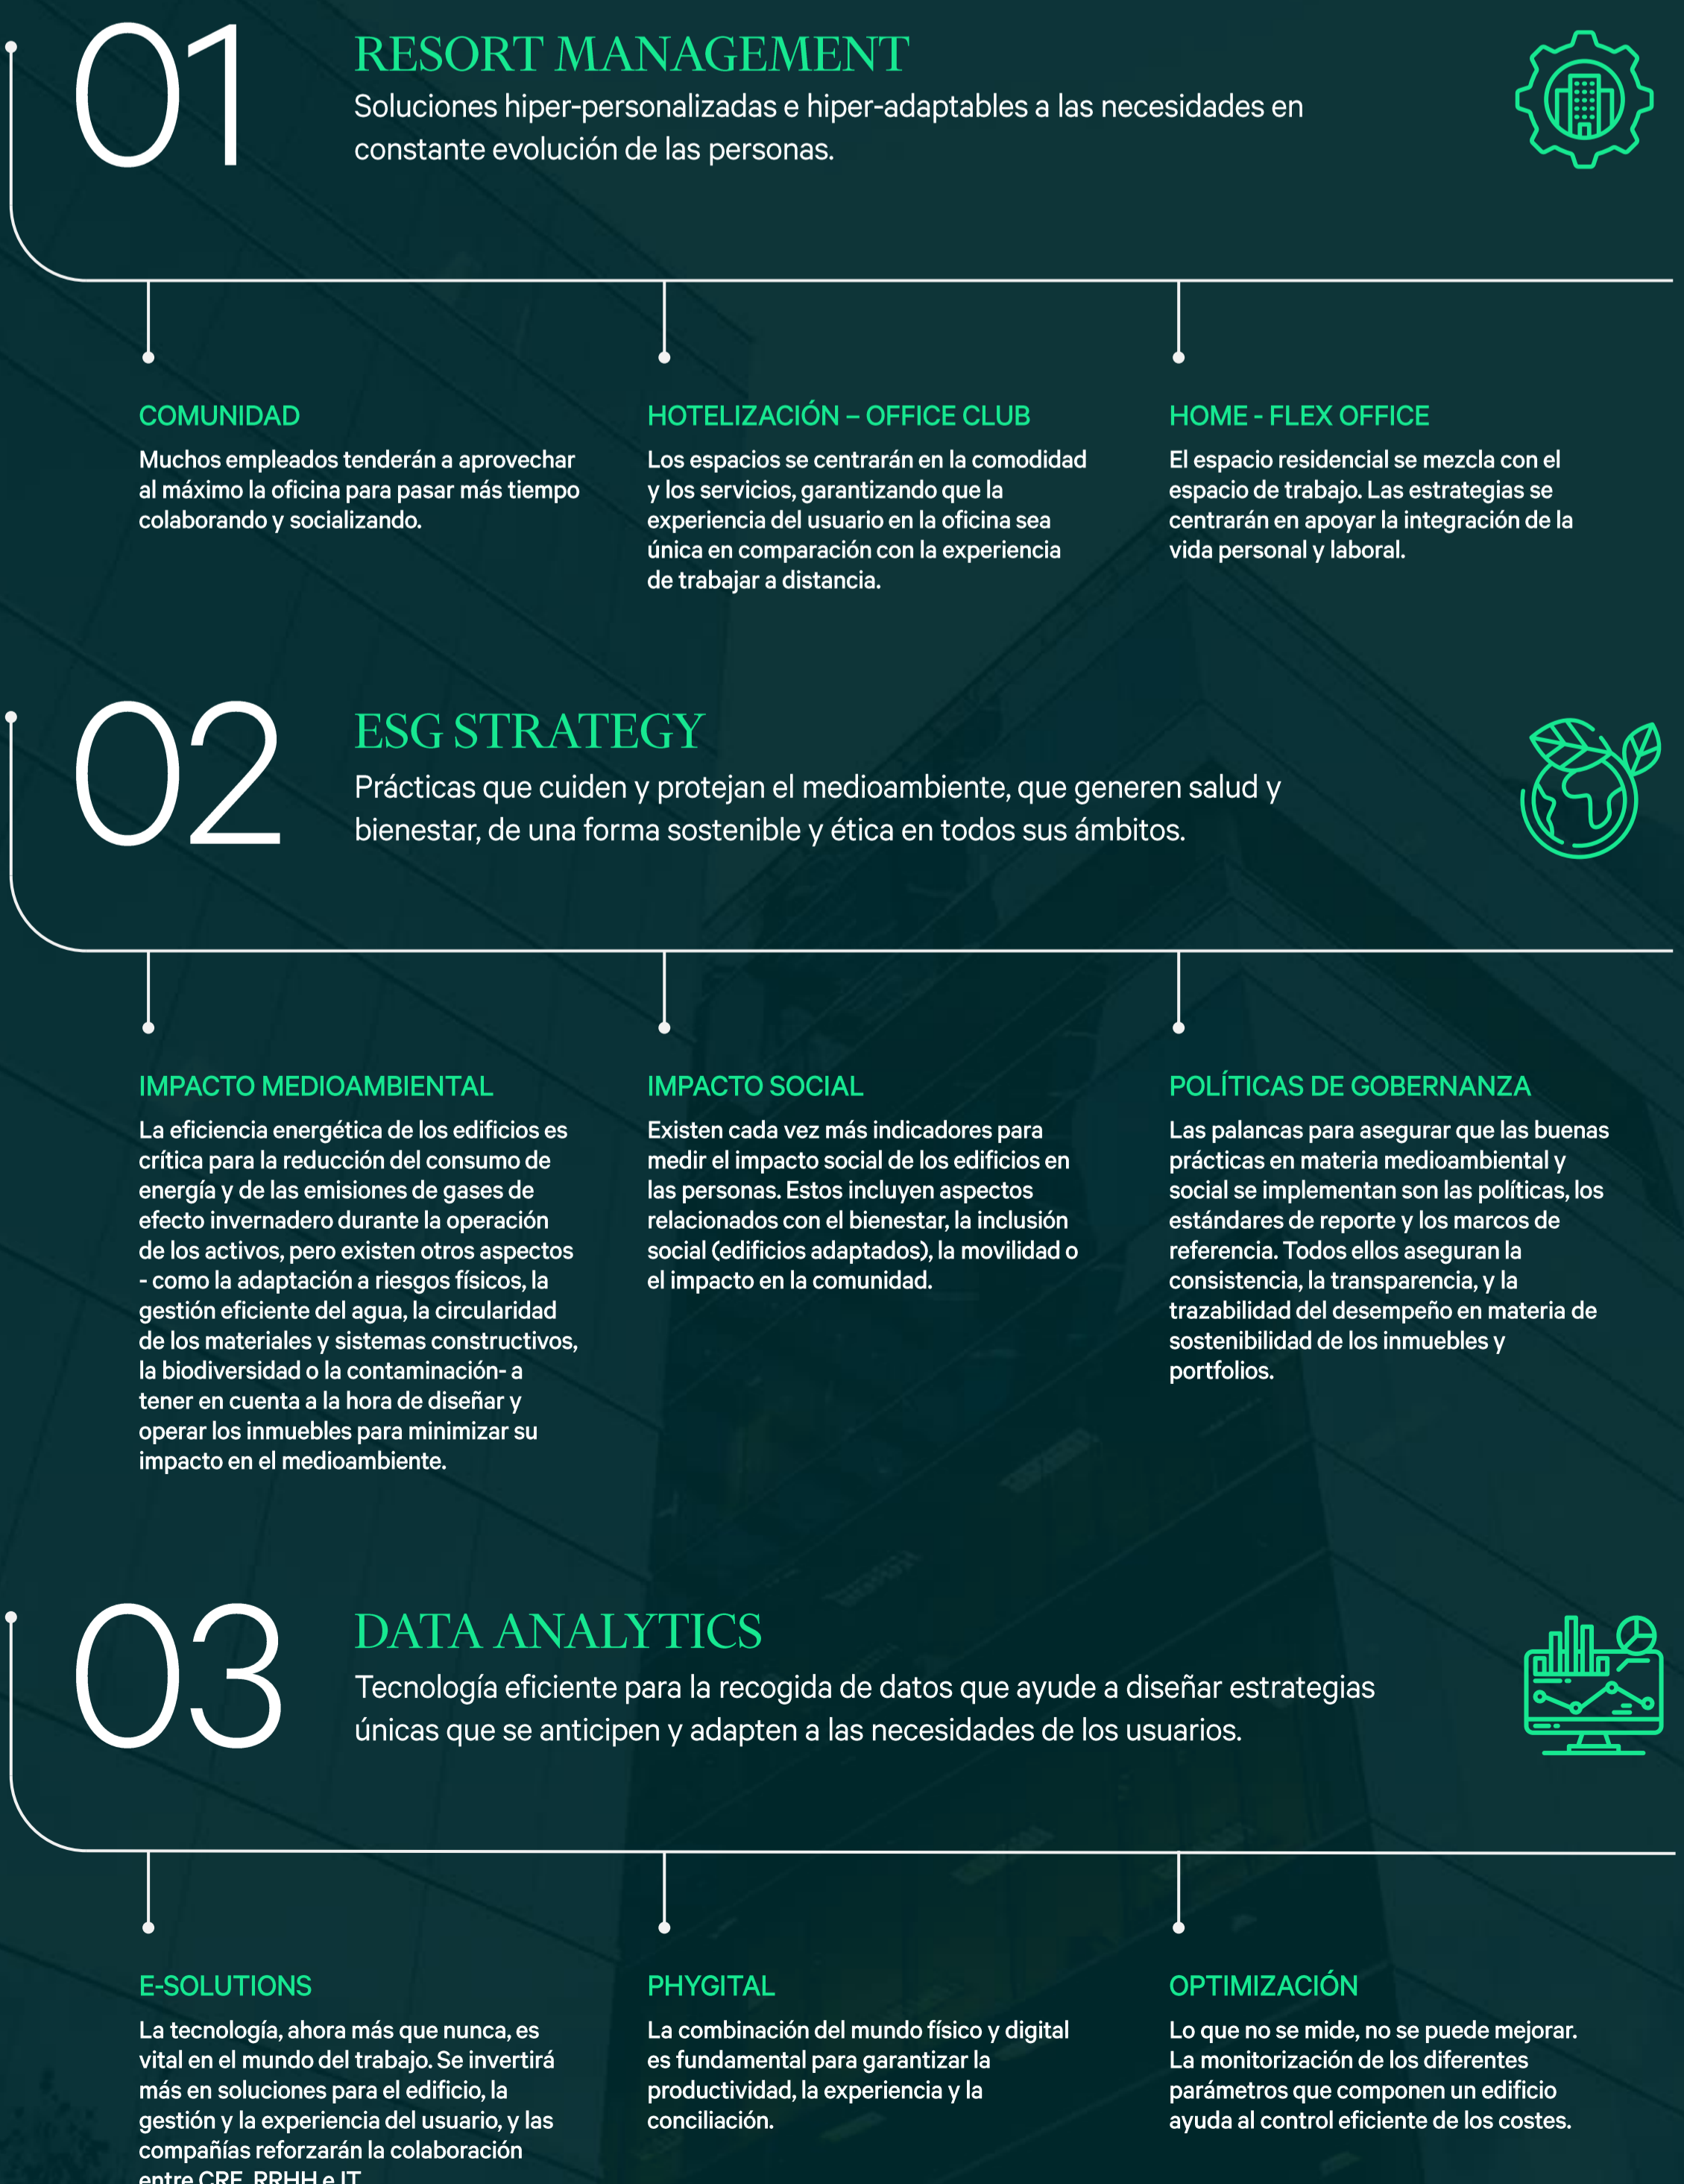 01
RESORT MANAGEMENT
Soluciones hiper-personalizadas e hiper-adaptables a las necesidades en
constante evolución de las personas.
COMUNIDAD
Muchos empleados tenderán a aprovechar
al máximo la oficina para pasar más tiempo
colaborando y socializando.
HOTELIZACIÓN – OFFICE CLUB
Los espacios se centrarán en la comodidad
y los servicios, garantizando que la
experiencia del usuario en la oficina sea
única en comparación con la experiencia
de trabajar a distancia.
HOME - FLEX OFFICE
El espacio residencial se mezcla con el
espacio de trabajo. Las estrategias se
centrarán en apoyar la integración de la
vida personal y laboral.
02
ESG STRATEGY
Prácticas que cuiden y protejan el medioambiente, que generen salud y
bienestar, de una forma sostenible y ética en todos sus ámbitos.
IMPACTO MEDIOAMBIENTAL
La eficiencia energética de los edificios es
crítica para la reducción del consumo de
energía y de las emisiones de gases de
efecto invernadero durante la operación
de los activos, pero existen otros aspectos
- como la adaptación a riesgos físicos, la
gestión eficiente del agua, la circularidad
de los materiales y sistemas constructivos,
la biodiversidad o la contaminación- a
tener en cuenta a la hora de diseñar y
operar los inmuebles para minimizar su
impacto en el medioambiente.
IMPACTO SOCIAL
Existen cada vez más indicadores para
medir el impacto social de los edificios en
las personas. Estos incluyen aspectos
relacionados con el bienestar, la inclusión
social (edificios adaptados), la movilidad o
el impacto en la comunidad.
POLÍTICAS DE GOBERNANZA
Las palancas para asegurar que las buenas
prácticas en materia medioambiental y
social se implementan son las políticas, los
estándares de reporte y los marcos de
referencia. Todos ellos aseguran la
consistencia, la transparencia, y la
trazabilidad del desempeño en materia de
sostenibilidad de los inmuebles y
portfolios.
03
DATA ANALYTICS
Tecnología eficiente para la recogida de datos que ayude a diseñar estrategias
únicas que se anticipen y adapten a las necesidades de los usuarios.
E-SOLUTIONS
La tecnología, ahora más que nunca, es
vital en el mundo del trabajo. Se invertirá
más en soluciones para el edificio, la
gestión y la experiencia del usuario, y las
compañías reforzarán la colaboración
entre CRE, RRHH e IT
PHYGITAL
La combinación del mundo físico y digital
es fundamental para garantizar la
productividad, la experiencia y la
conciliación.
OPTIMIZACIÓN
Lo que no se mide, no se puede mejorar.
La monitorización de los diferentes
parámetros que componen un edificio
ayuda al control eficiente de los costes.